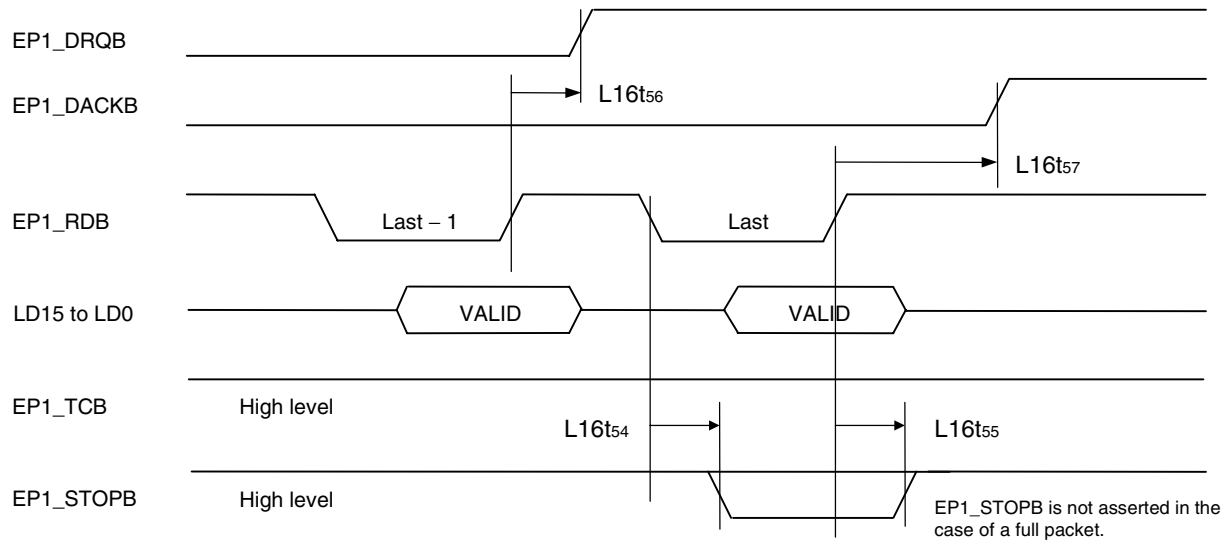 EP1_DRQB
L16t56
EP1_DACKB
L16t57
EP1_RDB
Last – 1
Last
LD15 to LD0
VALID
VALID
EP1_TCB
High level
L16t54
L16t55
EP1_STOPB
High level
EP1_STOPB is not asserted in the
case of a full packet.